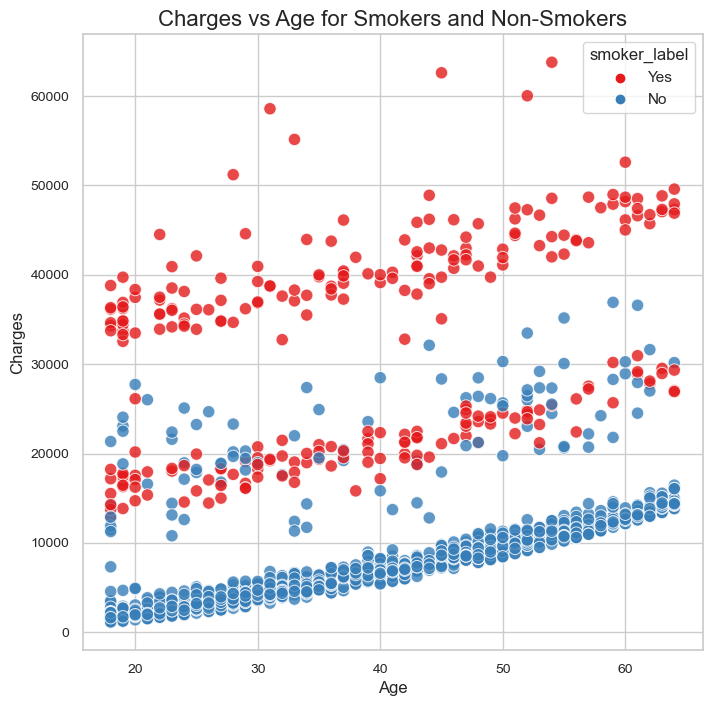 Charges vs Age for Smokers and Non-Smokers
smoker_label
Yes
No
60000
50000
40000
30000
20000
10000
0
Charges
20
30
40
50
60
Age